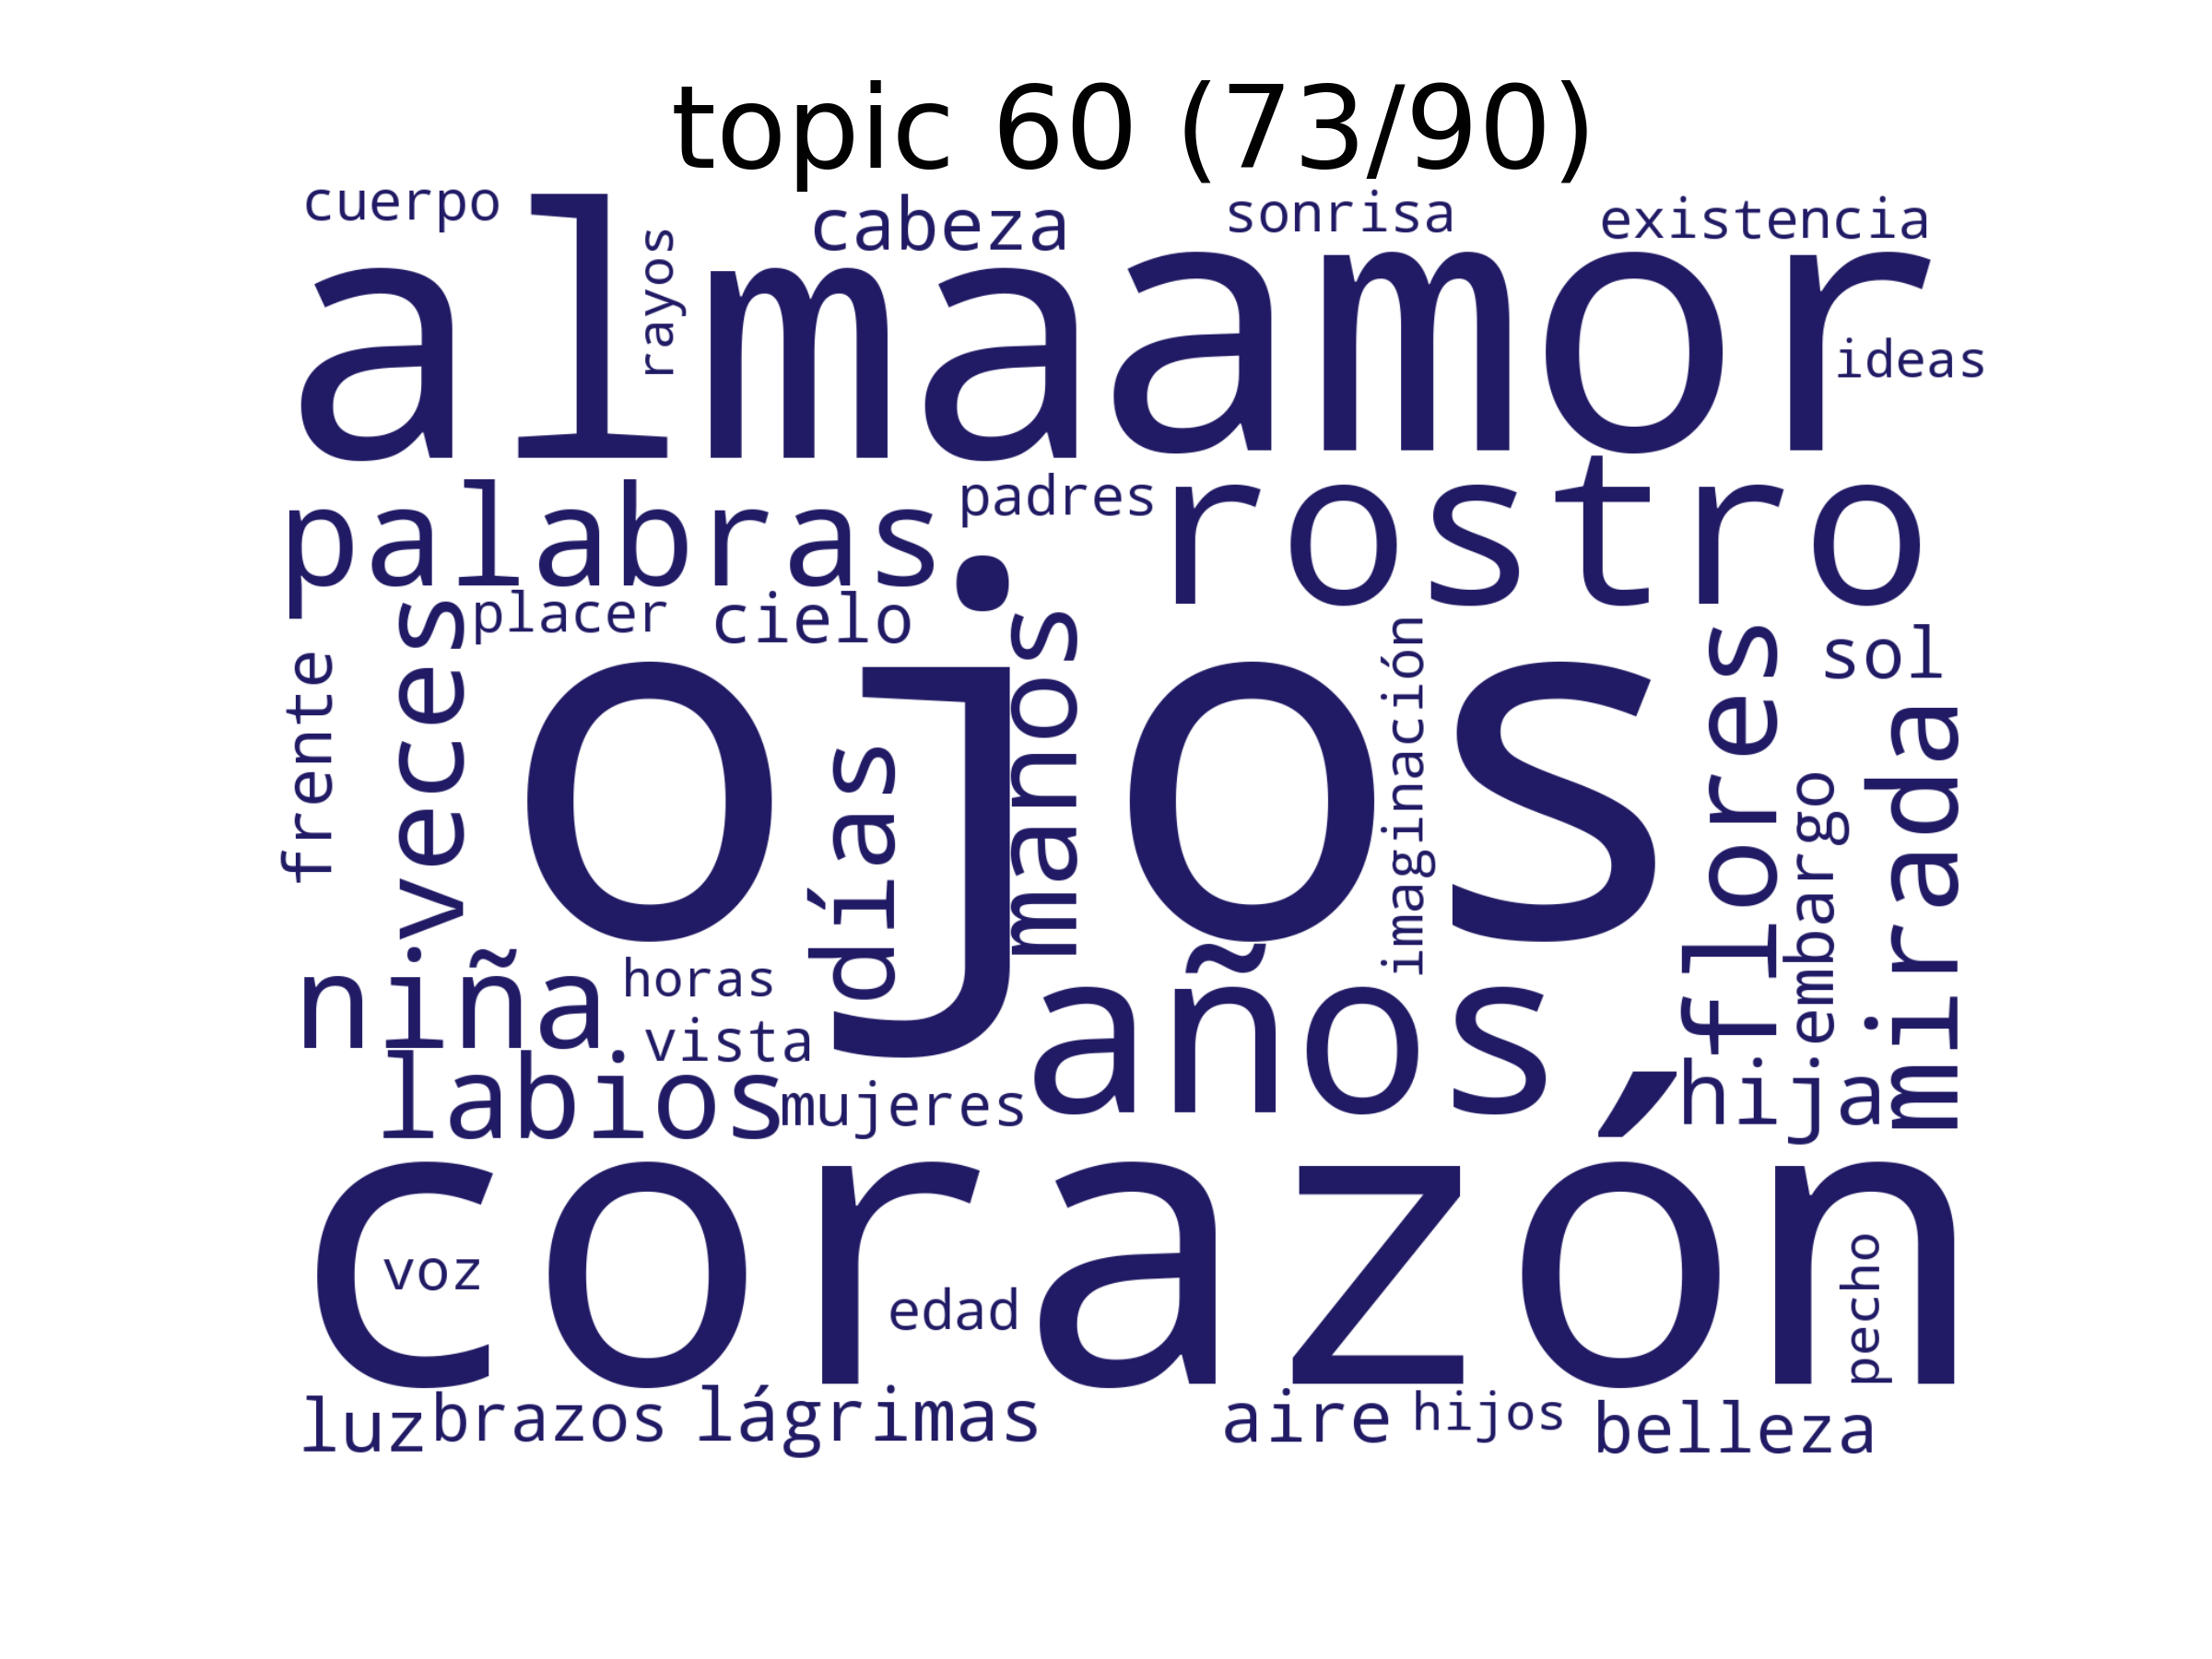 topic 60 (73/90)
cuerpo
rayos
cabeza
sonrisa
existencia
alma
amor
ideas
palabras
padres
rostro
placer
cielo
frente
veces
ojos
días
manos
imaginación
flores
sol
embargo
mirada
niña
horas
vista
años
labios
mujeres
hija
corazón
voz
edad
pecho
luz
brazos
lágrimas
aire
hijos
belleza